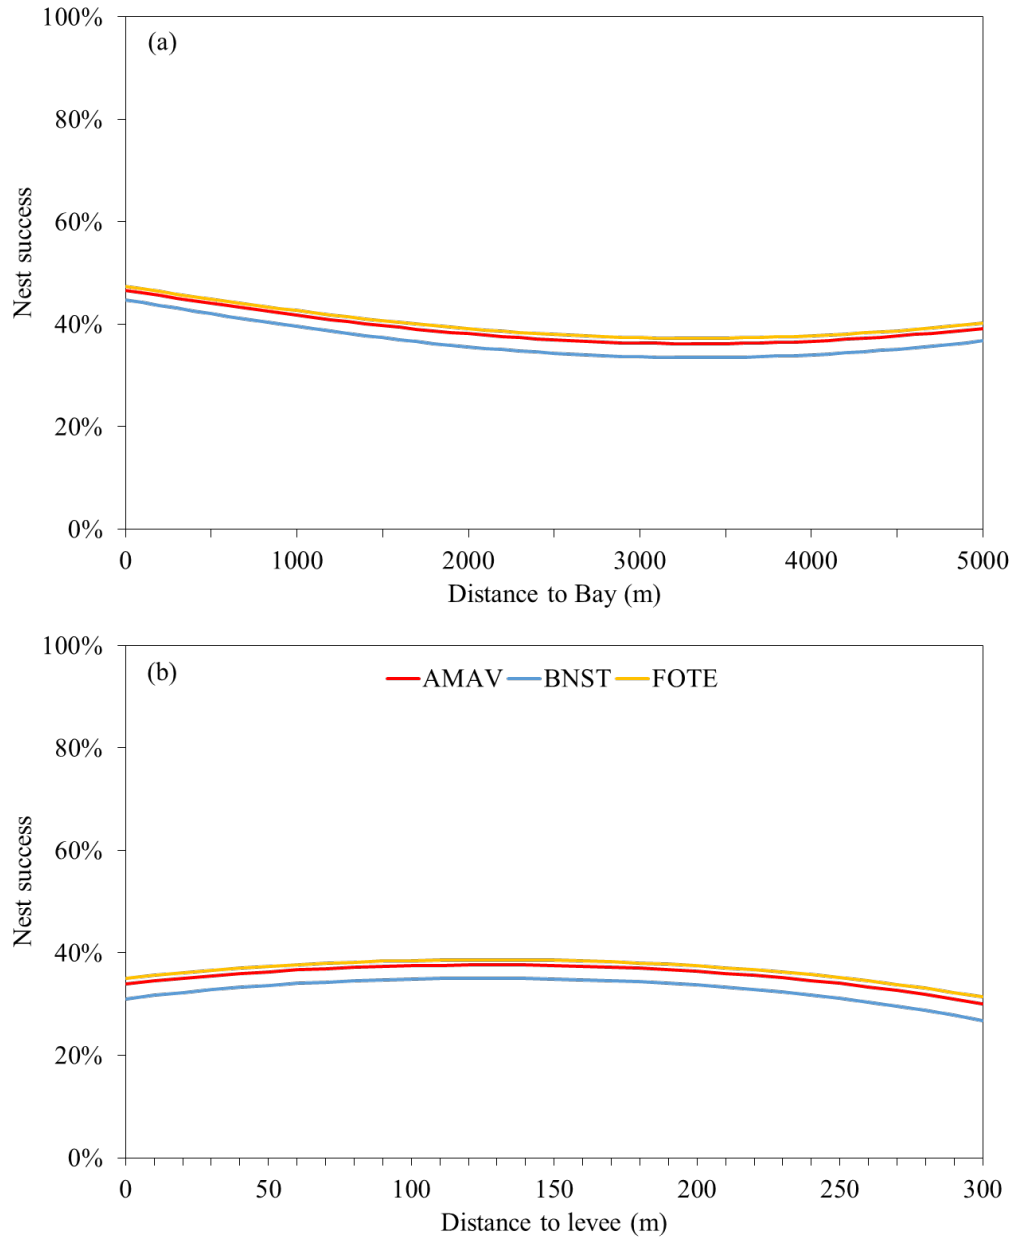 100%
(a)
80%
60%
40%
20%
0%
Nest success
0 1000 2000 3000 4000 5000
Distance to Bay (m)
100%
(b)
AMAV BNST FOTE
80%
60%
40%
20%
0%
Nest success
0 50 100 150 200 250 300
Distance to levee (m)